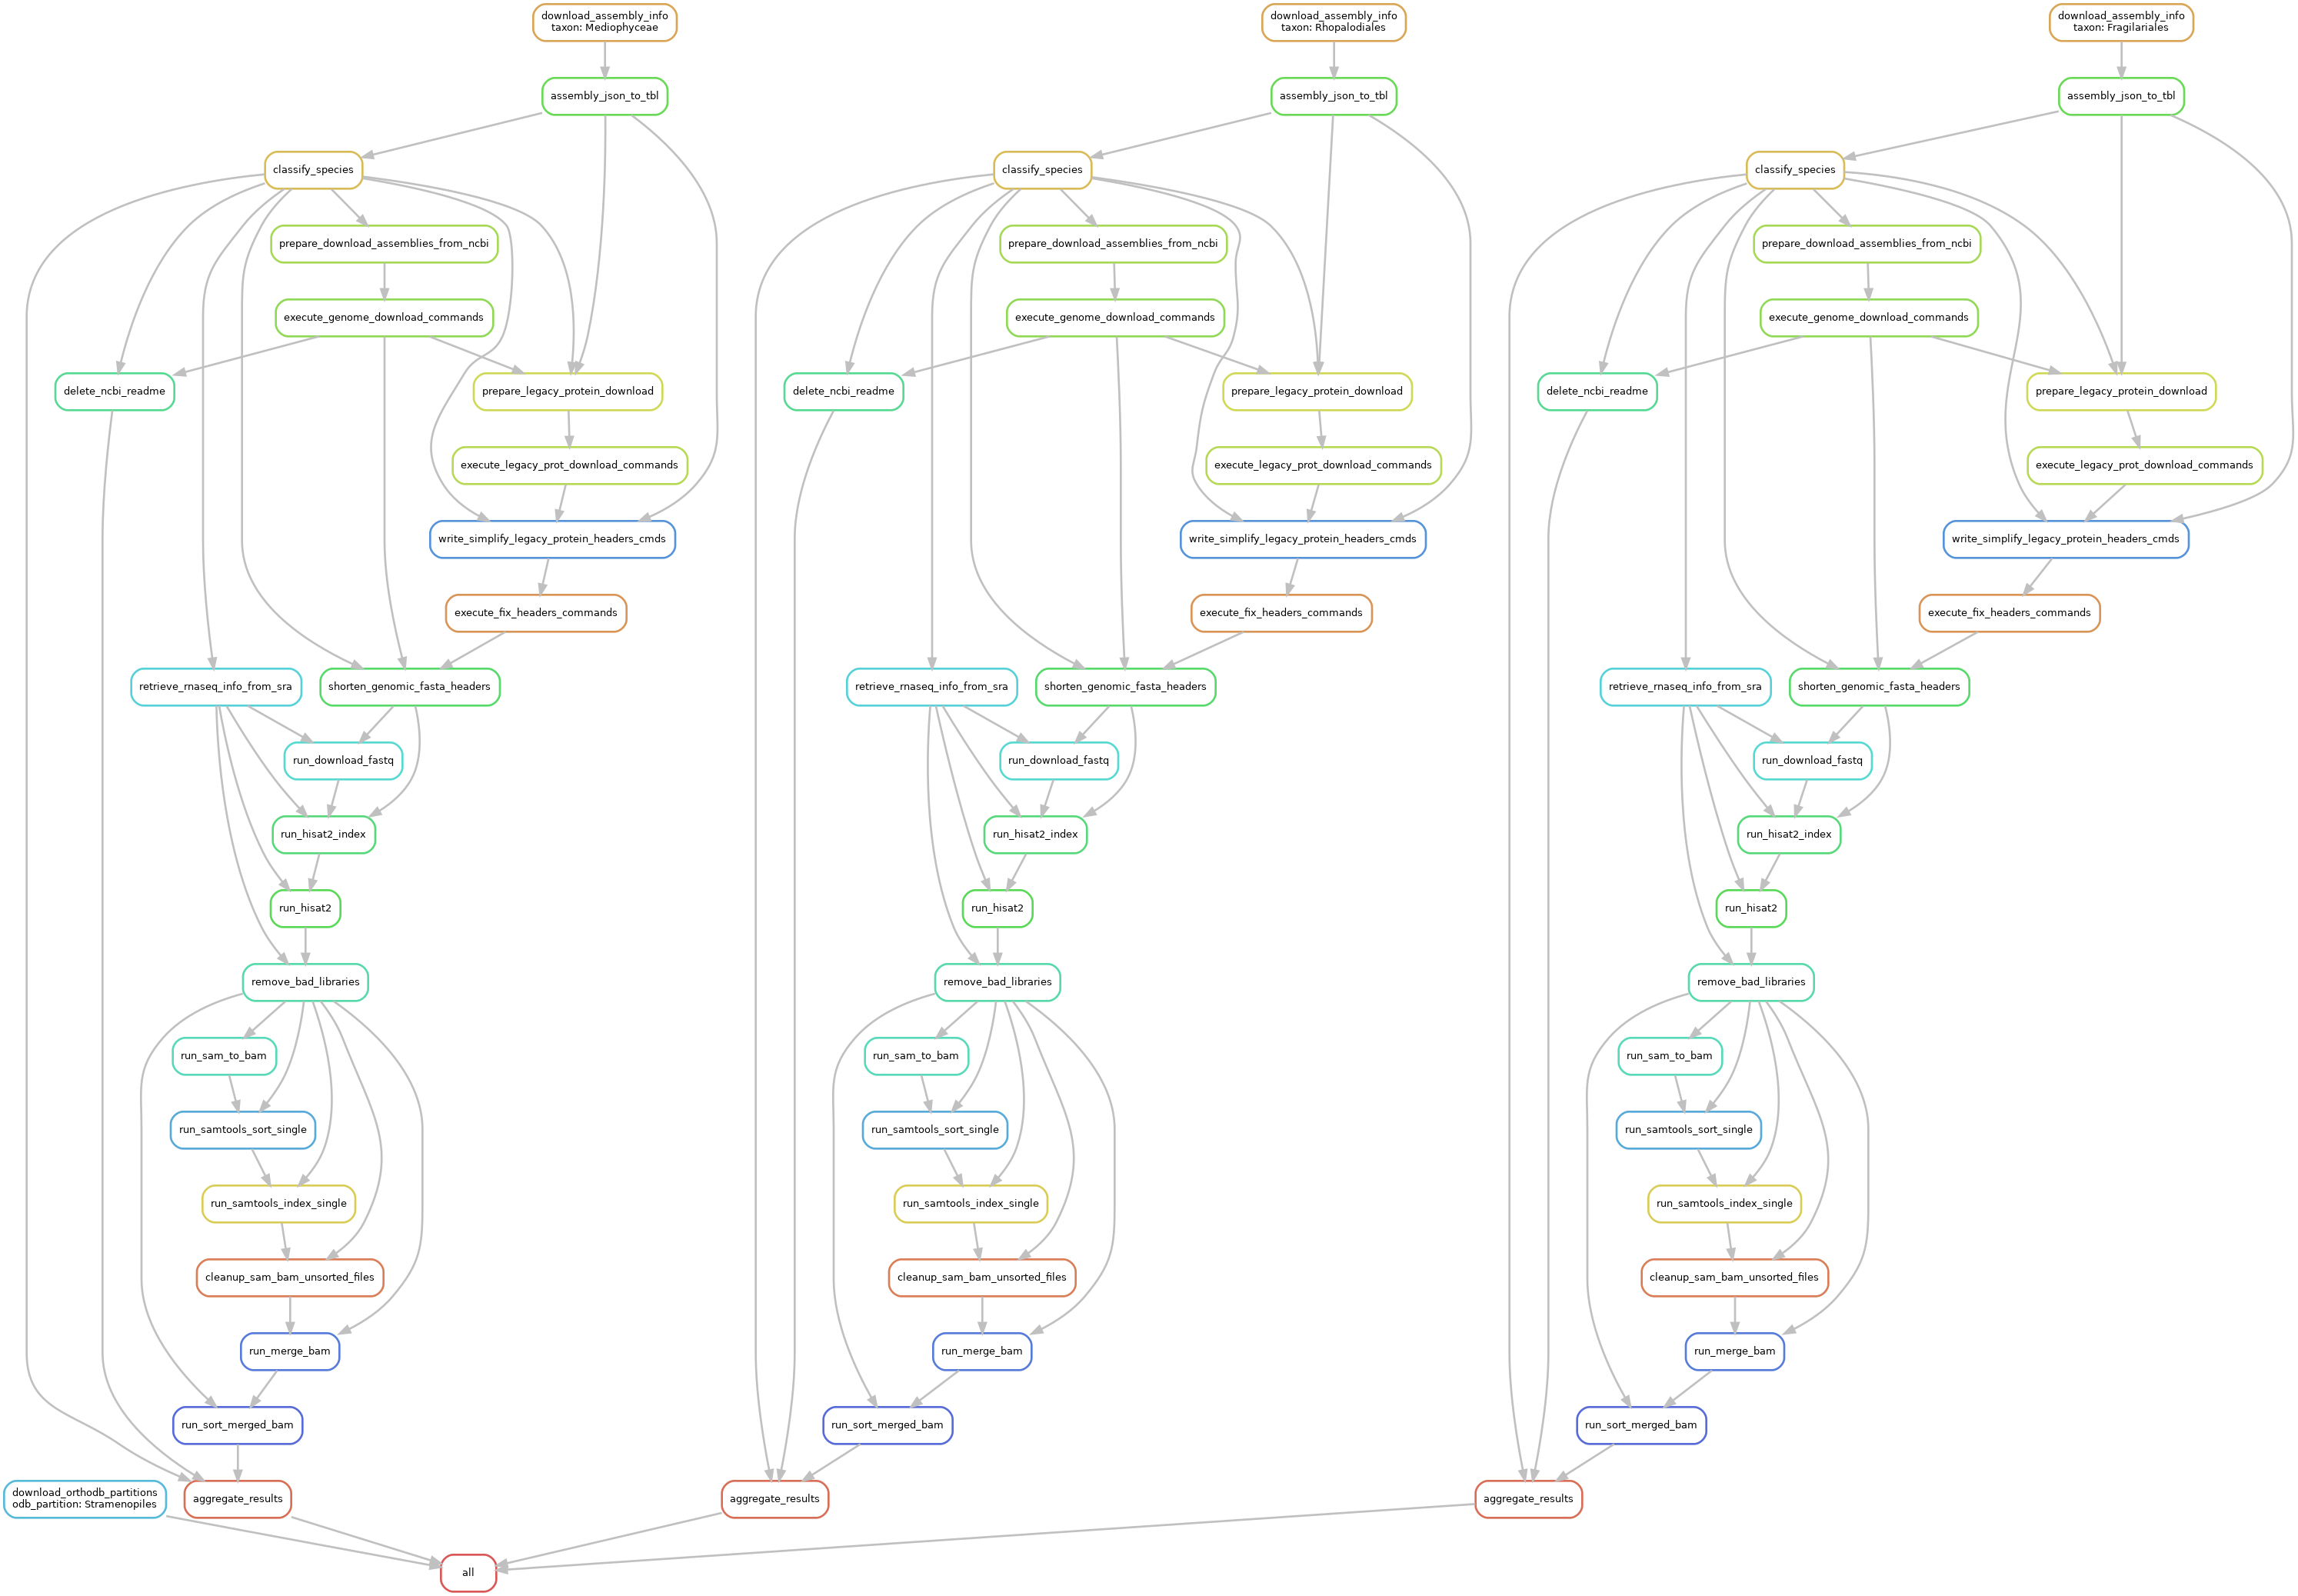 download_assembly_info
taxon: Mediophyceae
download_assembly_info
taxon: Rhopalodiales
download_assembly_info
taxon: Fragilariales
assembly_json_to_tbl
assembly_json_to_tbl
assembly_json_to_tbl
classify_species
classify_species
classify_species
prepare_download_assemblies_from_ncbi
prepare_download_assemblies_from_ncbi
prepare_download_assemblies_from_ncbi
execute_genome_download_commands
execute_genome_download_commands
execute_genome_download_commands
delete_ncbi_readme
prepare_legacy_protein_download
delete_ncbi_readme
prepare_legacy_protein_download
delete_ncbi_readme
prepare_legacy_protein_download
execute_legacy_prot_download_commands
execute_legacy_prot_download_commands
execute_legacy_prot_download_commands
write_simplify_legacy_protein_headers_cmds
write_simplify_legacy_protein_headers_cmds
write_simplify_legacy_protein_headers_cmds
execute_fix_headers_commands
execute_fix_headers_commands
execute_fix_headers_commands
retrieve_rnaseq_info_from_sra
shorten_genomic_fasta_headers
retrieve_rnaseq_info_from_sra
shorten_genomic_fasta_headers
retrieve_rnaseq_info_from_sra
shorten_genomic_fasta_headers
run_download_fastq
run_download_fastq
run_download_fastq
run_hisat2_index
run_hisat2_index
run_hisat2_index
run_hisat2
run_hisat2
run_hisat2
remove_bad_libraries
remove_bad_libraries
remove_bad_libraries
run_sam_to_bam
run_sam_to_bam
run_sam_to_bam
run_samtools_sort_single
run_samtools_sort_single
run_samtools_sort_single
run_samtools_index_single
run_samtools_index_single
run_samtools_index_single
cleanup_sam_bam_unsorted_files
cleanup_sam_bam_unsorted_files
cleanup_sam_bam_unsorted_files
run_merge_bam
run_merge_bam
run_merge_bam
run_sort_merged_bam
run_sort_merged_bam
run_sort_merged_bam
download_orthodb_partitions
odb_partition: Stramenopiles
aggregate_results
aggregate_results
aggregate_results
all